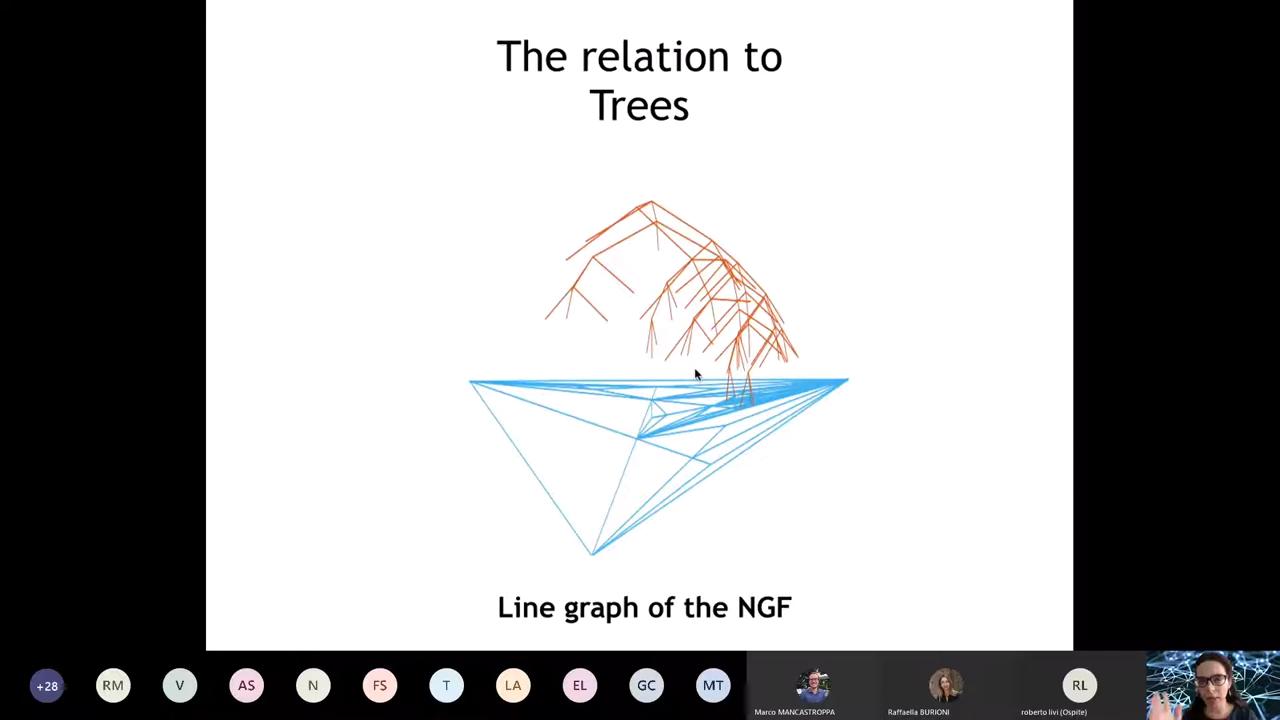 The relation to
Trees
Line graph of the NGF
+28
RM
V
AS
N
FS
T
LA
EL
GC
MT
RL
Marco MANCASTROPPA
Raffaella BURIONI
roberto livi (Ospite)